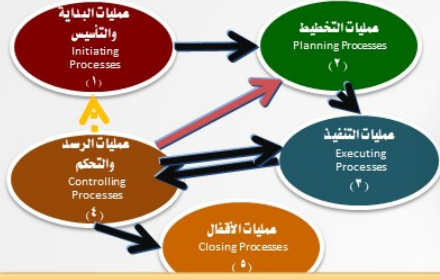 عمليات البداية
والتأسيس
Initiating
Processes
(١)
عمليات التخطيط
Planning Processes
(٢)
عمليات التنفيذ
Executing
Processes
(٣)
عمليات الرسد
والتحكم
Controlling
Processes
(٤)
عمليات الأقفال
Closing Processes
(٥)